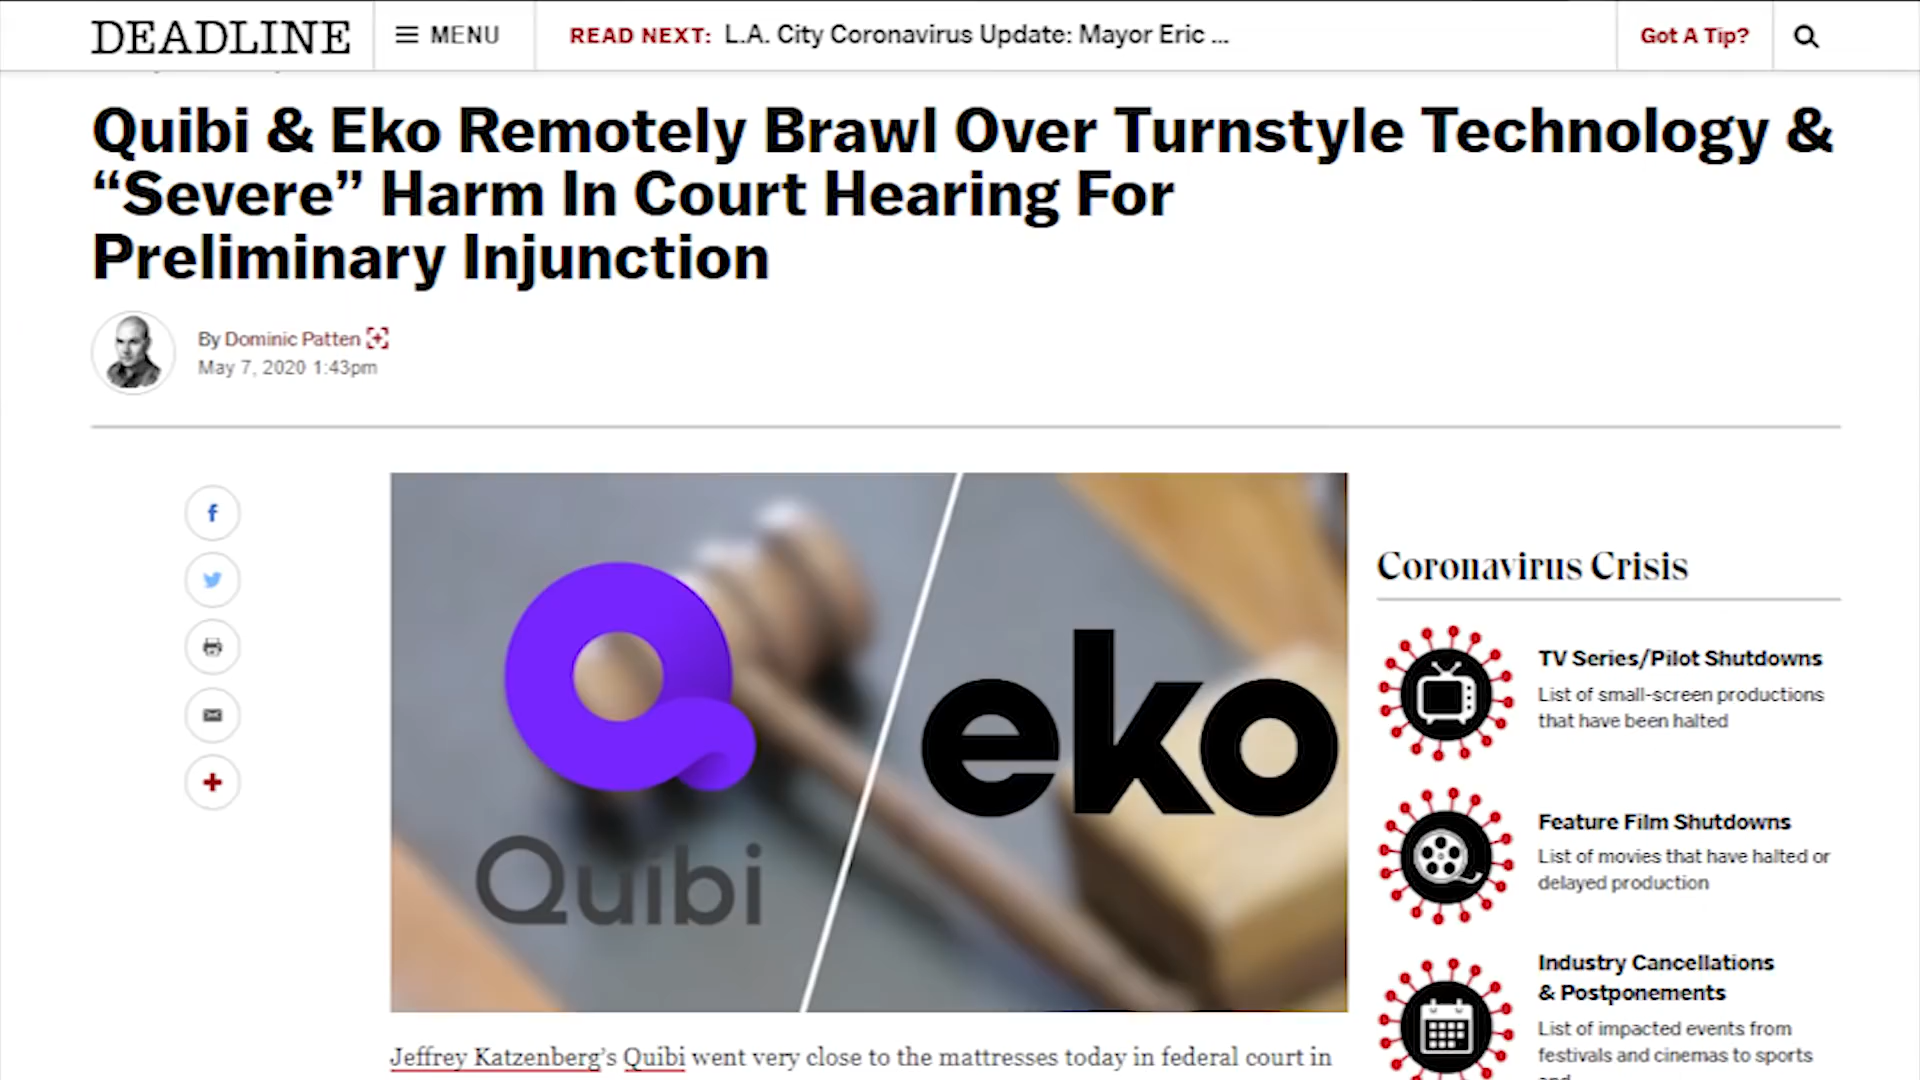 DEADLINE
MENU
READ NEXT: L.A. City Coronavirus Update: Mayor Eric ...
Got A Tip?
Quibi & Eko Remotely Brawl Over Turnstyle Technology &
“Severe” Harm In Court Hearing For
Preliminary Injunction
By Dominic Patten
May 7, 2020 1:43pm
Quibi
eko
Jeffrey Katzenberg’s Quibi went very close to the mattresses today in federal court in
Coronavirus Crisis
TV Series/Pilot Shutdowns
List of small-screen productions
that have been halted
Feature Film Shutdowns
List of movies that have halted or
delayed production
Industry Cancellations
& Postponements
List of impacted events from
festivals and cinemas to sports